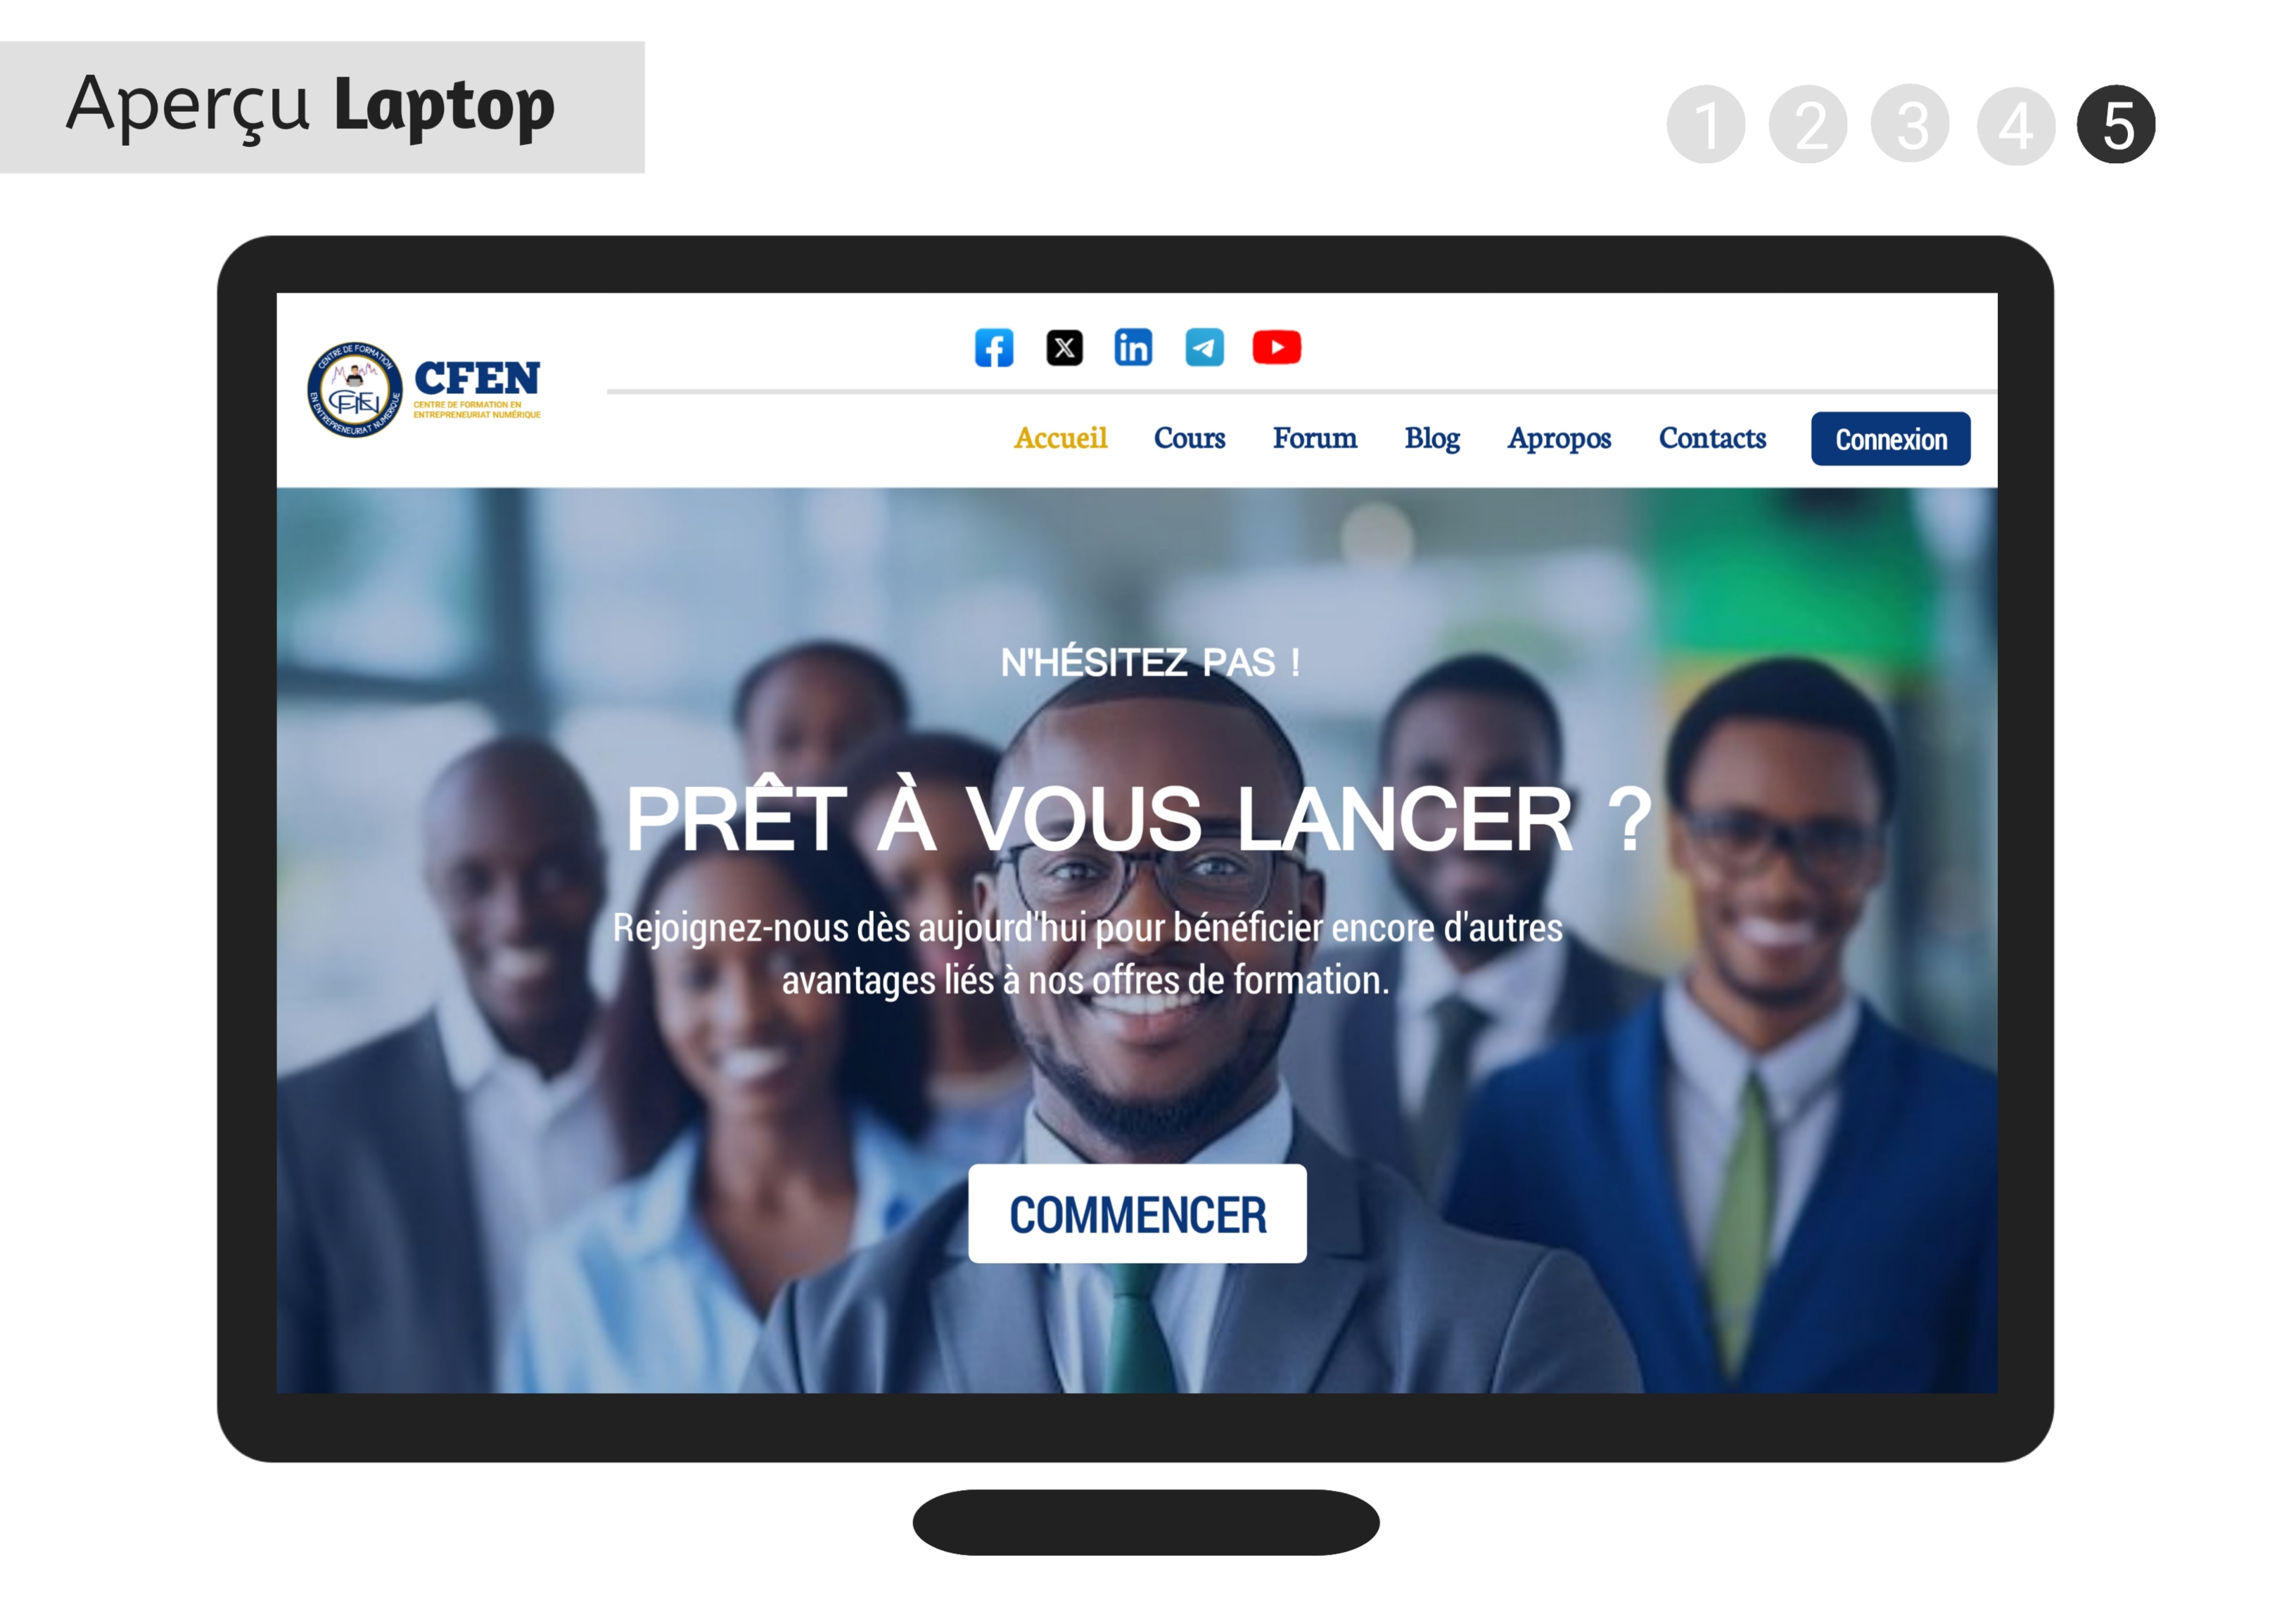 Aperçu Laptop
1 2 3 4 5
CENTRE DE FORMATION
EN ENTREPRENEURIAT NUMÉRIQUE
CFEN
CFEN
CENTRE DE FORMATION EN
ENTREPRENEURIAT NUMÉRIQUE
Accueil Cours Forum Blog Apropos Contacts Connexion
N'HÉSITEZ PAS !
PRÊT À VOUS LANCER ?
Rejoignez-nous dès aujourd'hui pour bénéficier encore d'autres
avantages liés à nos offres de formation.
COMMENCER